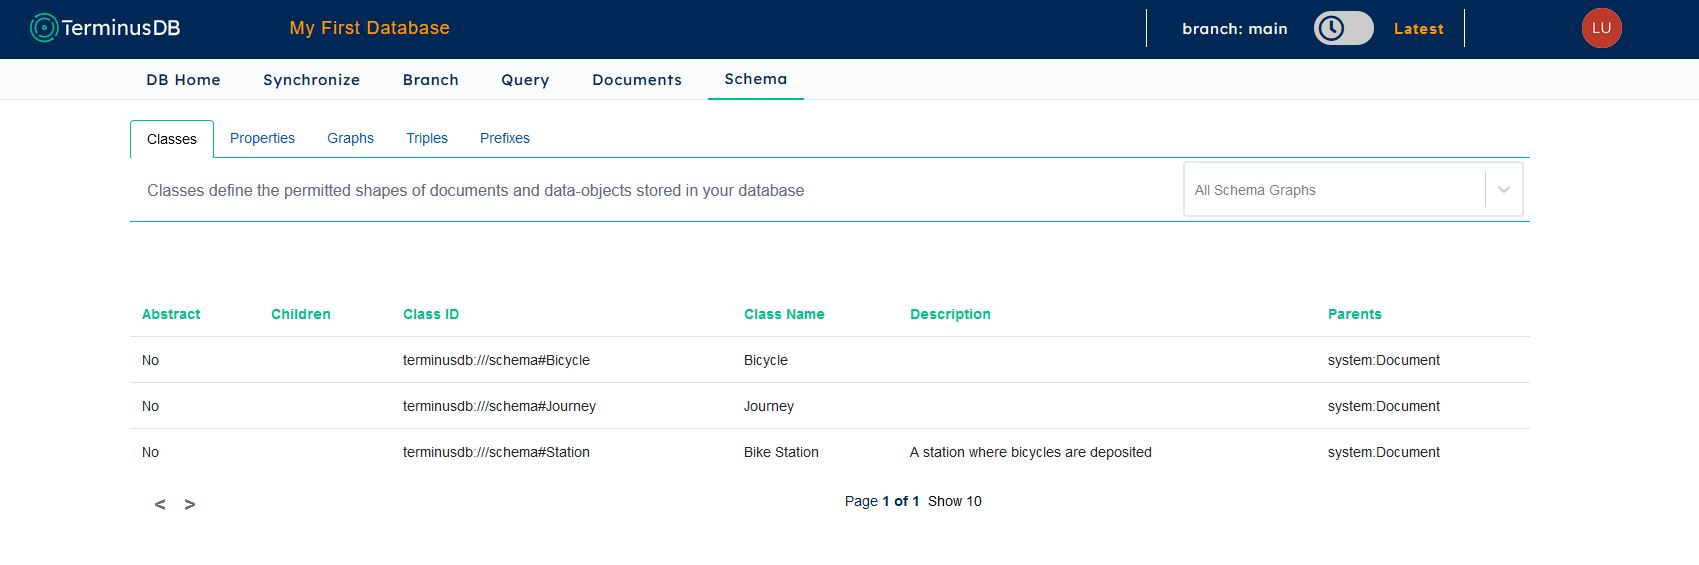 TerminusDB My First Database branch: main Latest LU
DB Home Synchronize Branch Query Documents Schema
Classes Properties Graphs Triples Prefixes
Classes define the permitted shapes of documents and data-objects stored in your database All Schema Graphs
Abstract Children Class ID Class Name Description Parents
No terminusdb:///schema#Bicycle Bicycle system:Document
No terminusdb:///schema#Journey Journey system:Document
No terminusdb:///schema#Station Bike Station A station where bicycles are deposited system:Document
< > Page 1 of 1 Show 10